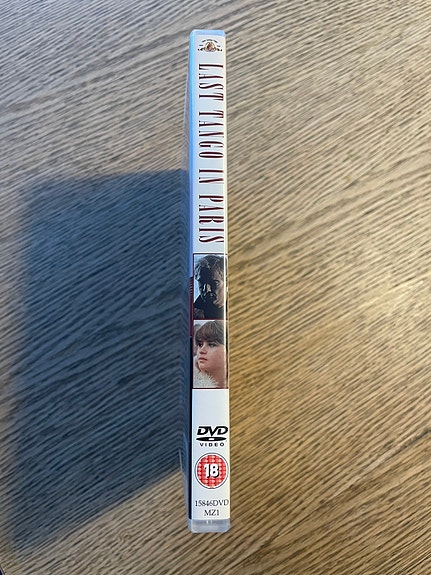 LAST TANGO IN PARIS
DVD
VIDEO
18
15846DVD
MZ1